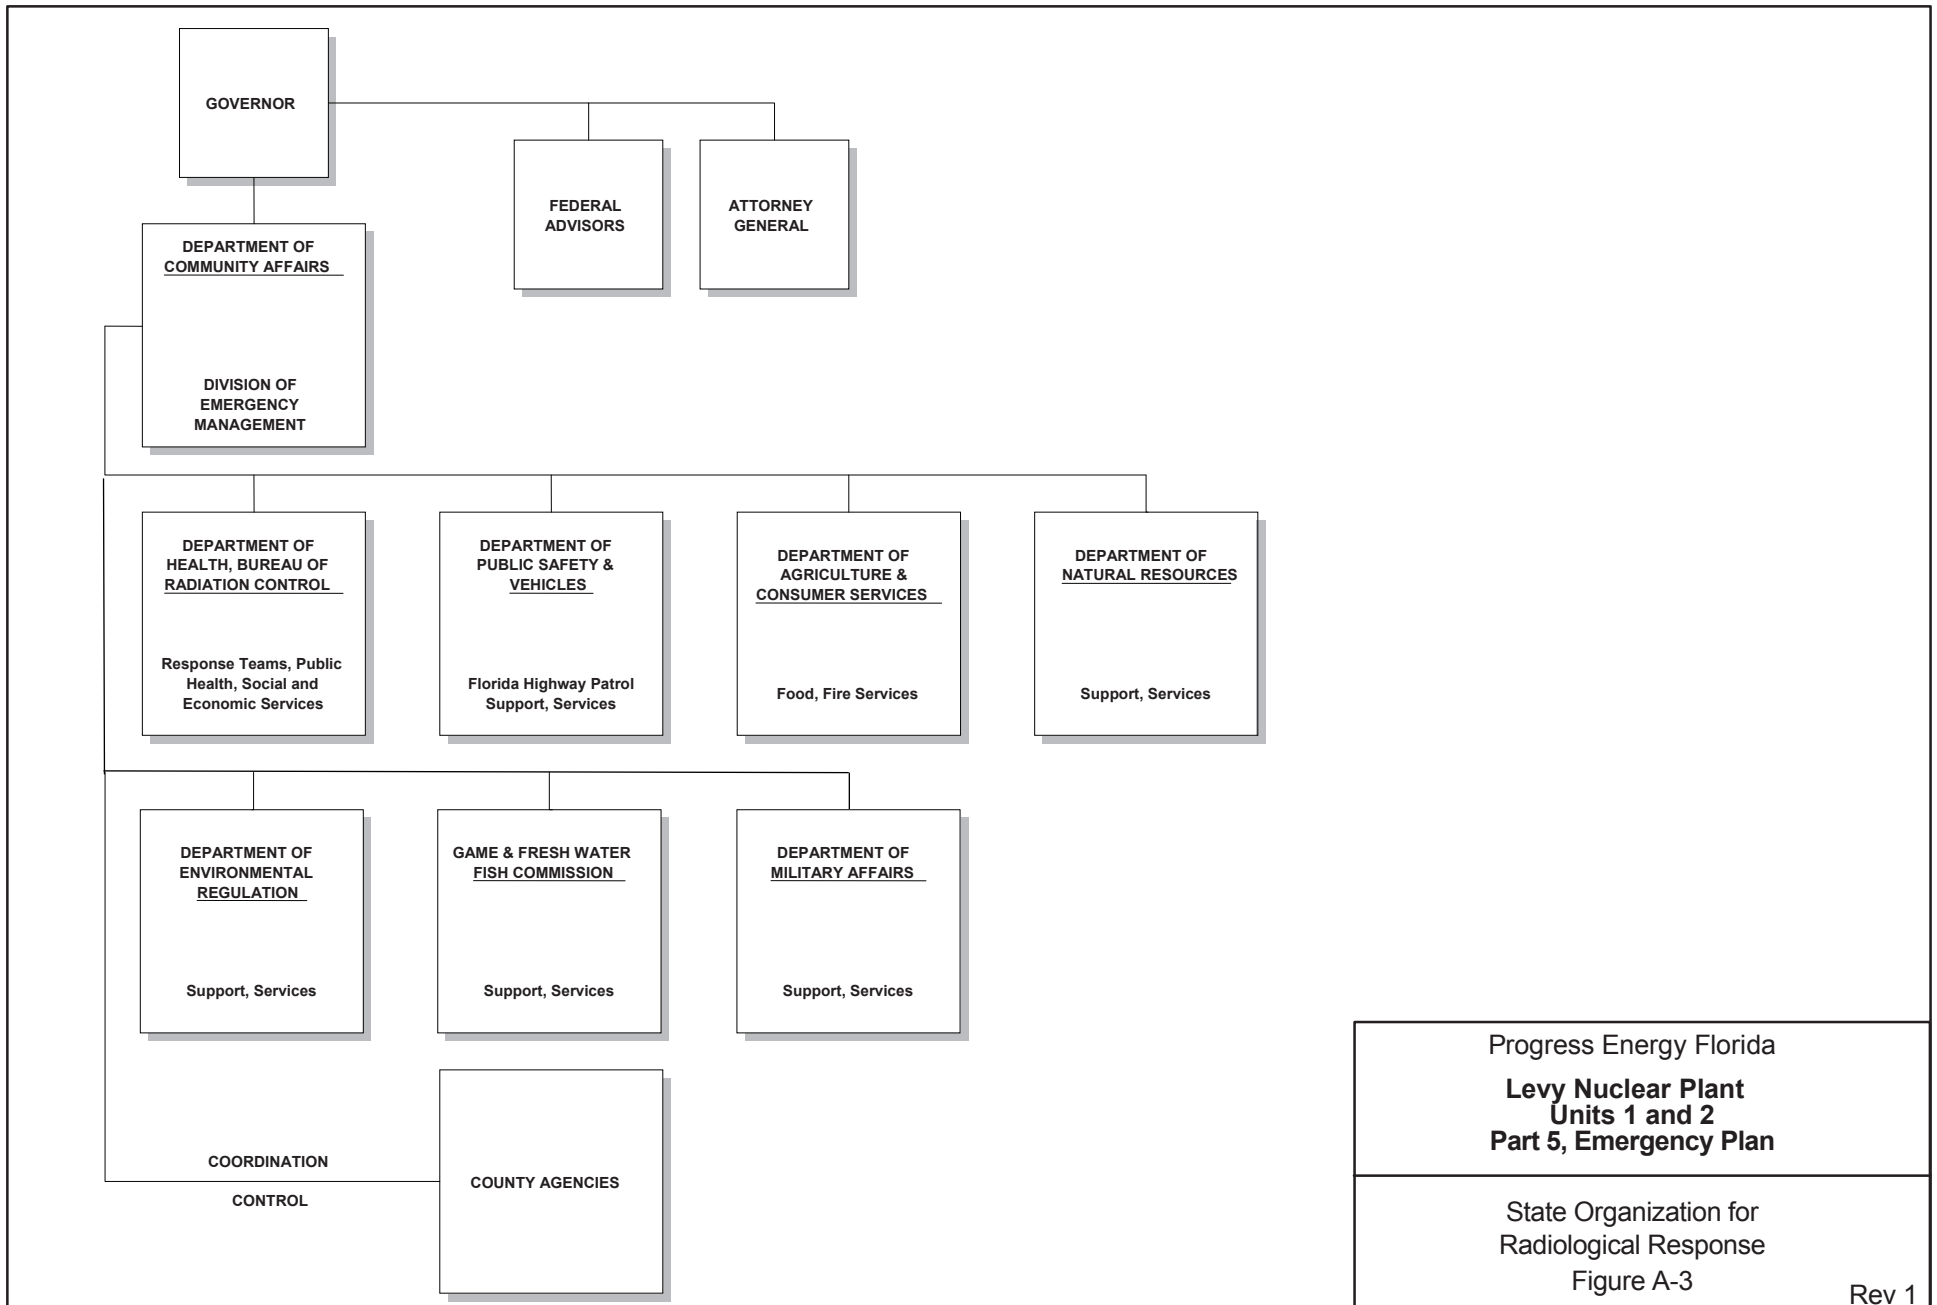 GOVERNOR
FEDERAL
ADVISORS
ATTORNEY
GENERAL
DEPARTMENT OF
COMMUNITY AFFAIRS
DIVISION OF
EMERGENCY
MANAGEMENT
DEPARTMENT OF
HEALTH, BUREAU OF
RADIATION CONTROL
Response Teams, Public
Health, Social and
Economic Services
DEPARTMENT OF
PUBLIC SAFETY &
VEHICLES
Florida Highway Patrol
Support, Services
DEPARTMENT OF
AGRICULTURE &
CONSUMER SERVICES
Food, Fire Services
DEPARTMENT OF
NATURAL RESOURCES
Support, Services
DEPARTMENT OF
ENVIRONMENTAL
REGULATION
Support, Services
GAME & FRESH WATER
FISH COMMISSION
Support, Services
DEPARTMENT OF
MILITARY AFFAIRS
Support, Services
COORDINATION
CONTROL
COUNTY AGENCIES
Progress Energy Florida
Levy Nuclear Plant
Units 1 and 2
Part 5, Emergency Plan
State Organization for
Radiological Response
Figure A-3
Rev 1